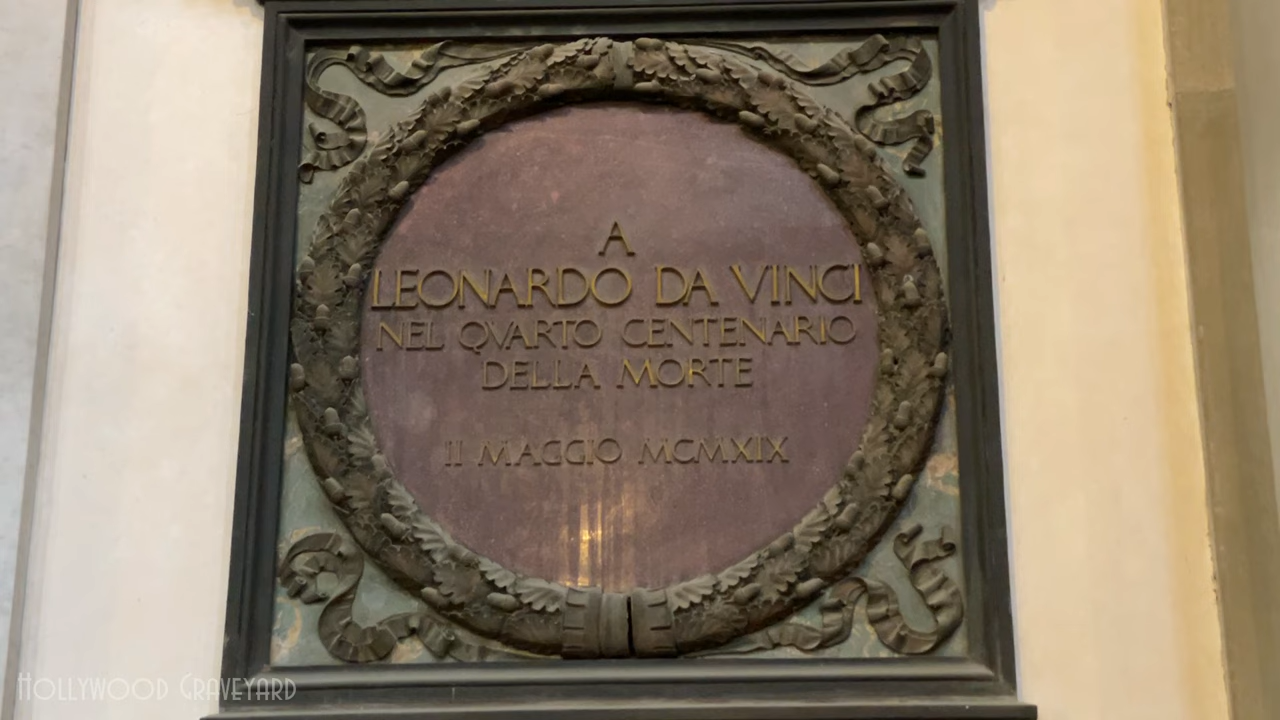 A
LEONARDO DA VINCI
NEL QVARTO CENTENARIO
DELLA MORTE
II MAGGIO MCMXIX
HOLLYWOOD GRAVEYARD